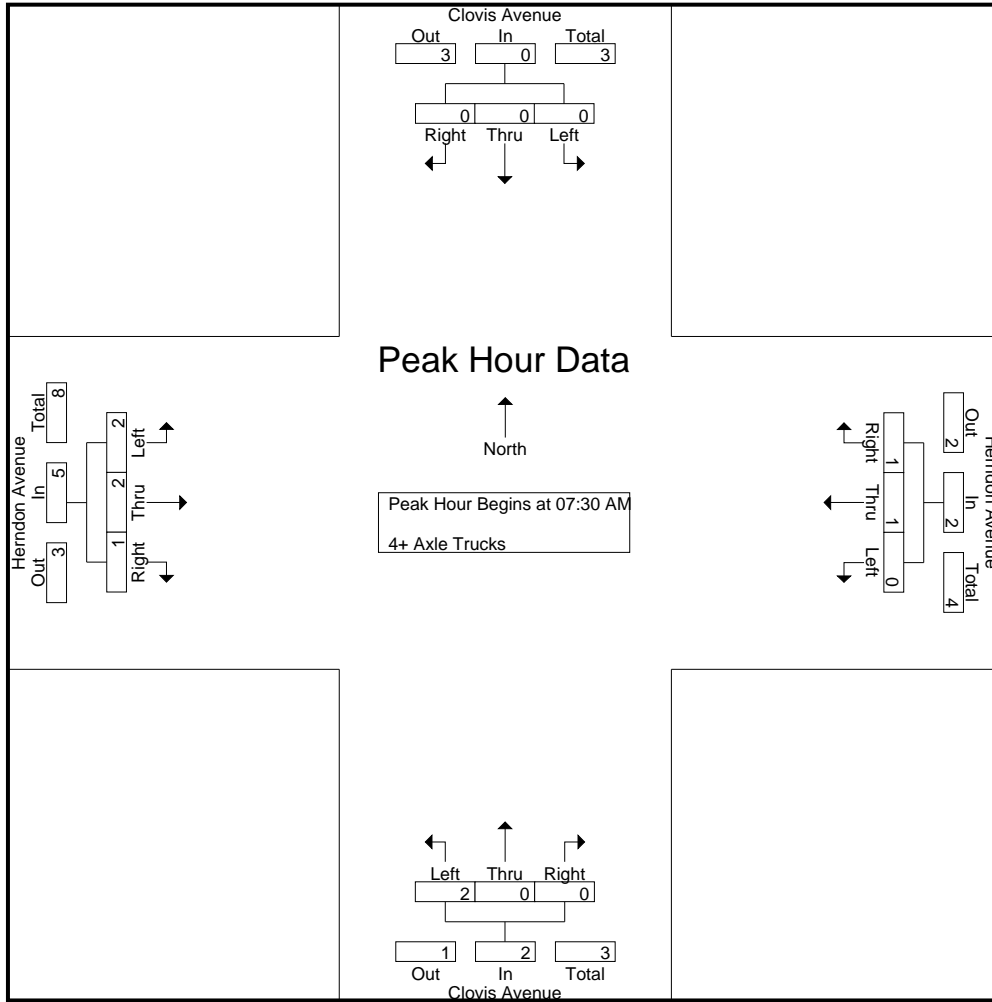 Clovis Avenue
Out In Total
3 0 3
0 0 0
Right Thru Left
Peak Hour Data
North
Peak Hour Begins at 07:30 AM
4+ Axle Trucks
Herndon Avenue
Total In Out
8 5 3
2 2 1
Left Thru Right
Right Thru Left
1 1 0
Out In Total
2 2 4
Herndon Avenue
Left Thru Right
2 0 0
1 2 3
Out In Total
Clovis Avenue